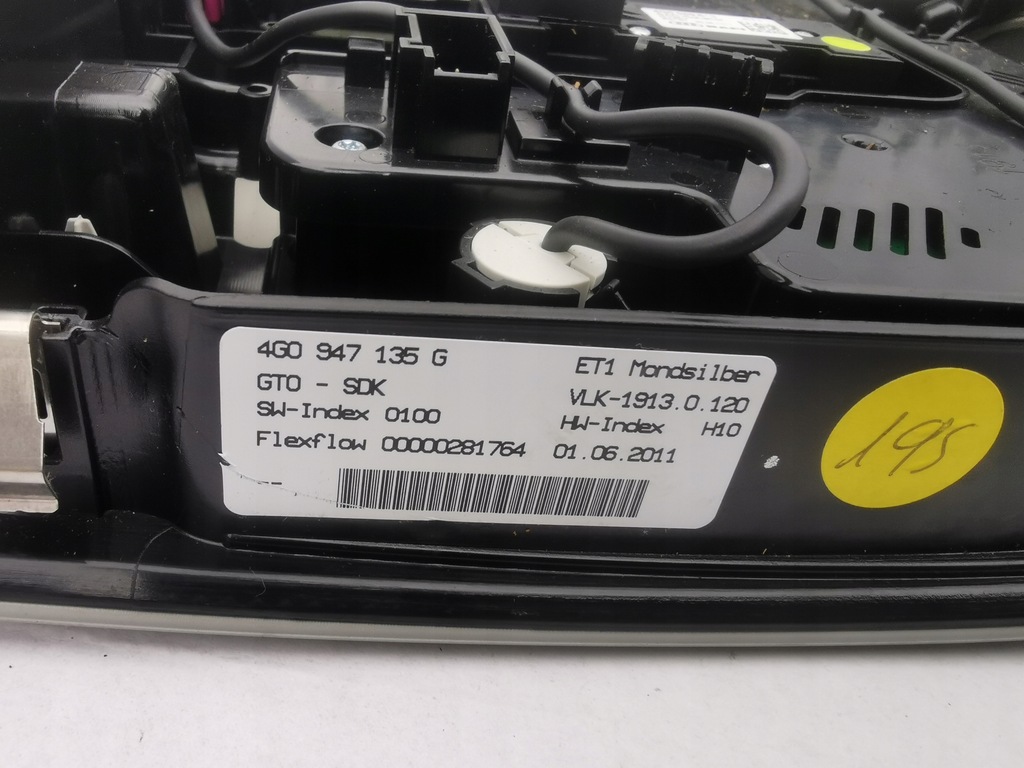 4G0 947 135 G
ET1 Mondsilber
GTO - SDK
VLK-1913.0.120
SW-Index 0100
HW-Index H10
Flexflow 00000281764 01.06.2011
--
195